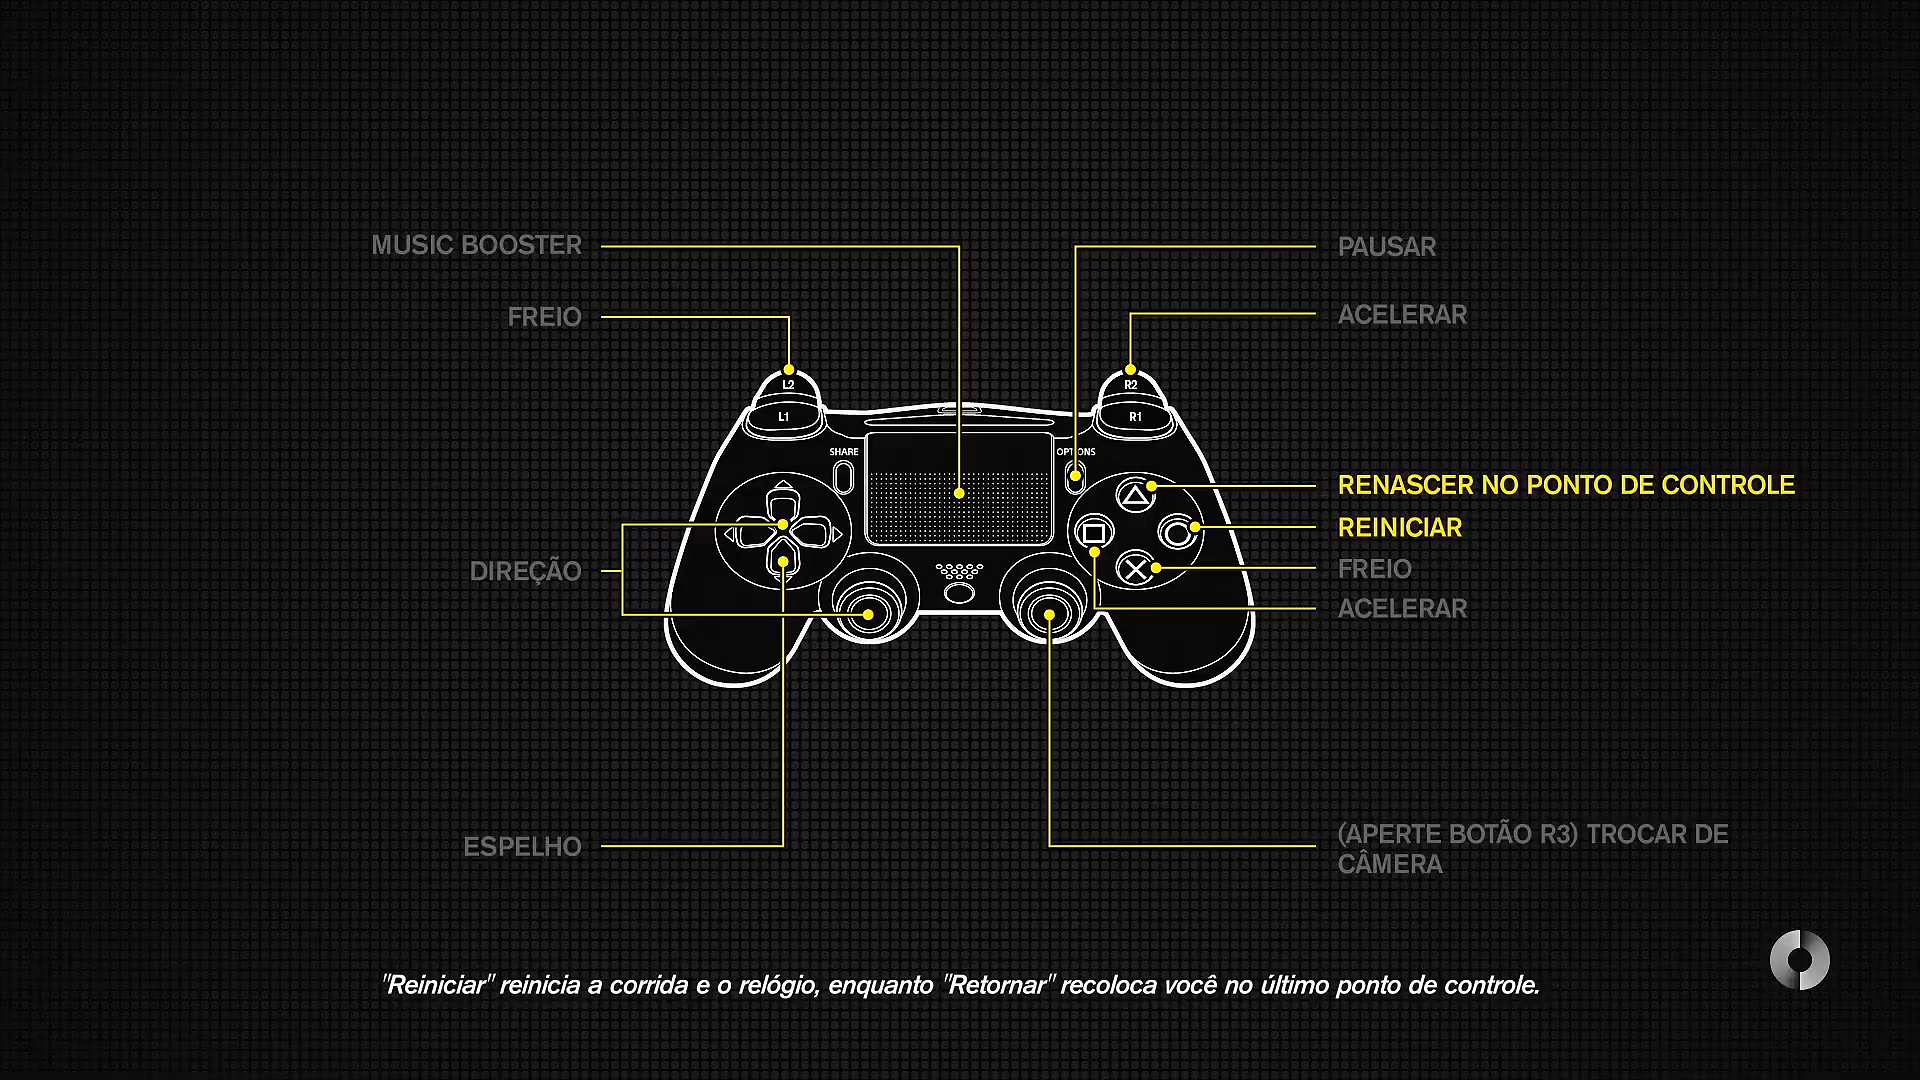 MUSIC BOOSTER
PAUSAR
FREIO
ACELERAR
L2
R2
L1
R1
SHARE
OPTIONS
RENASCER NO PONTO DE CONTROLE
REINICIAR
FREIO
DIREÇÃO
ACELERAR
ESPELHO
(APERTE BOTÃO R3) TROCAR DE
CÂMERA
"Reiniciar" reinicia a corrida e o relógio, enquanto "Retornar" recoloca você no último ponto de controle.